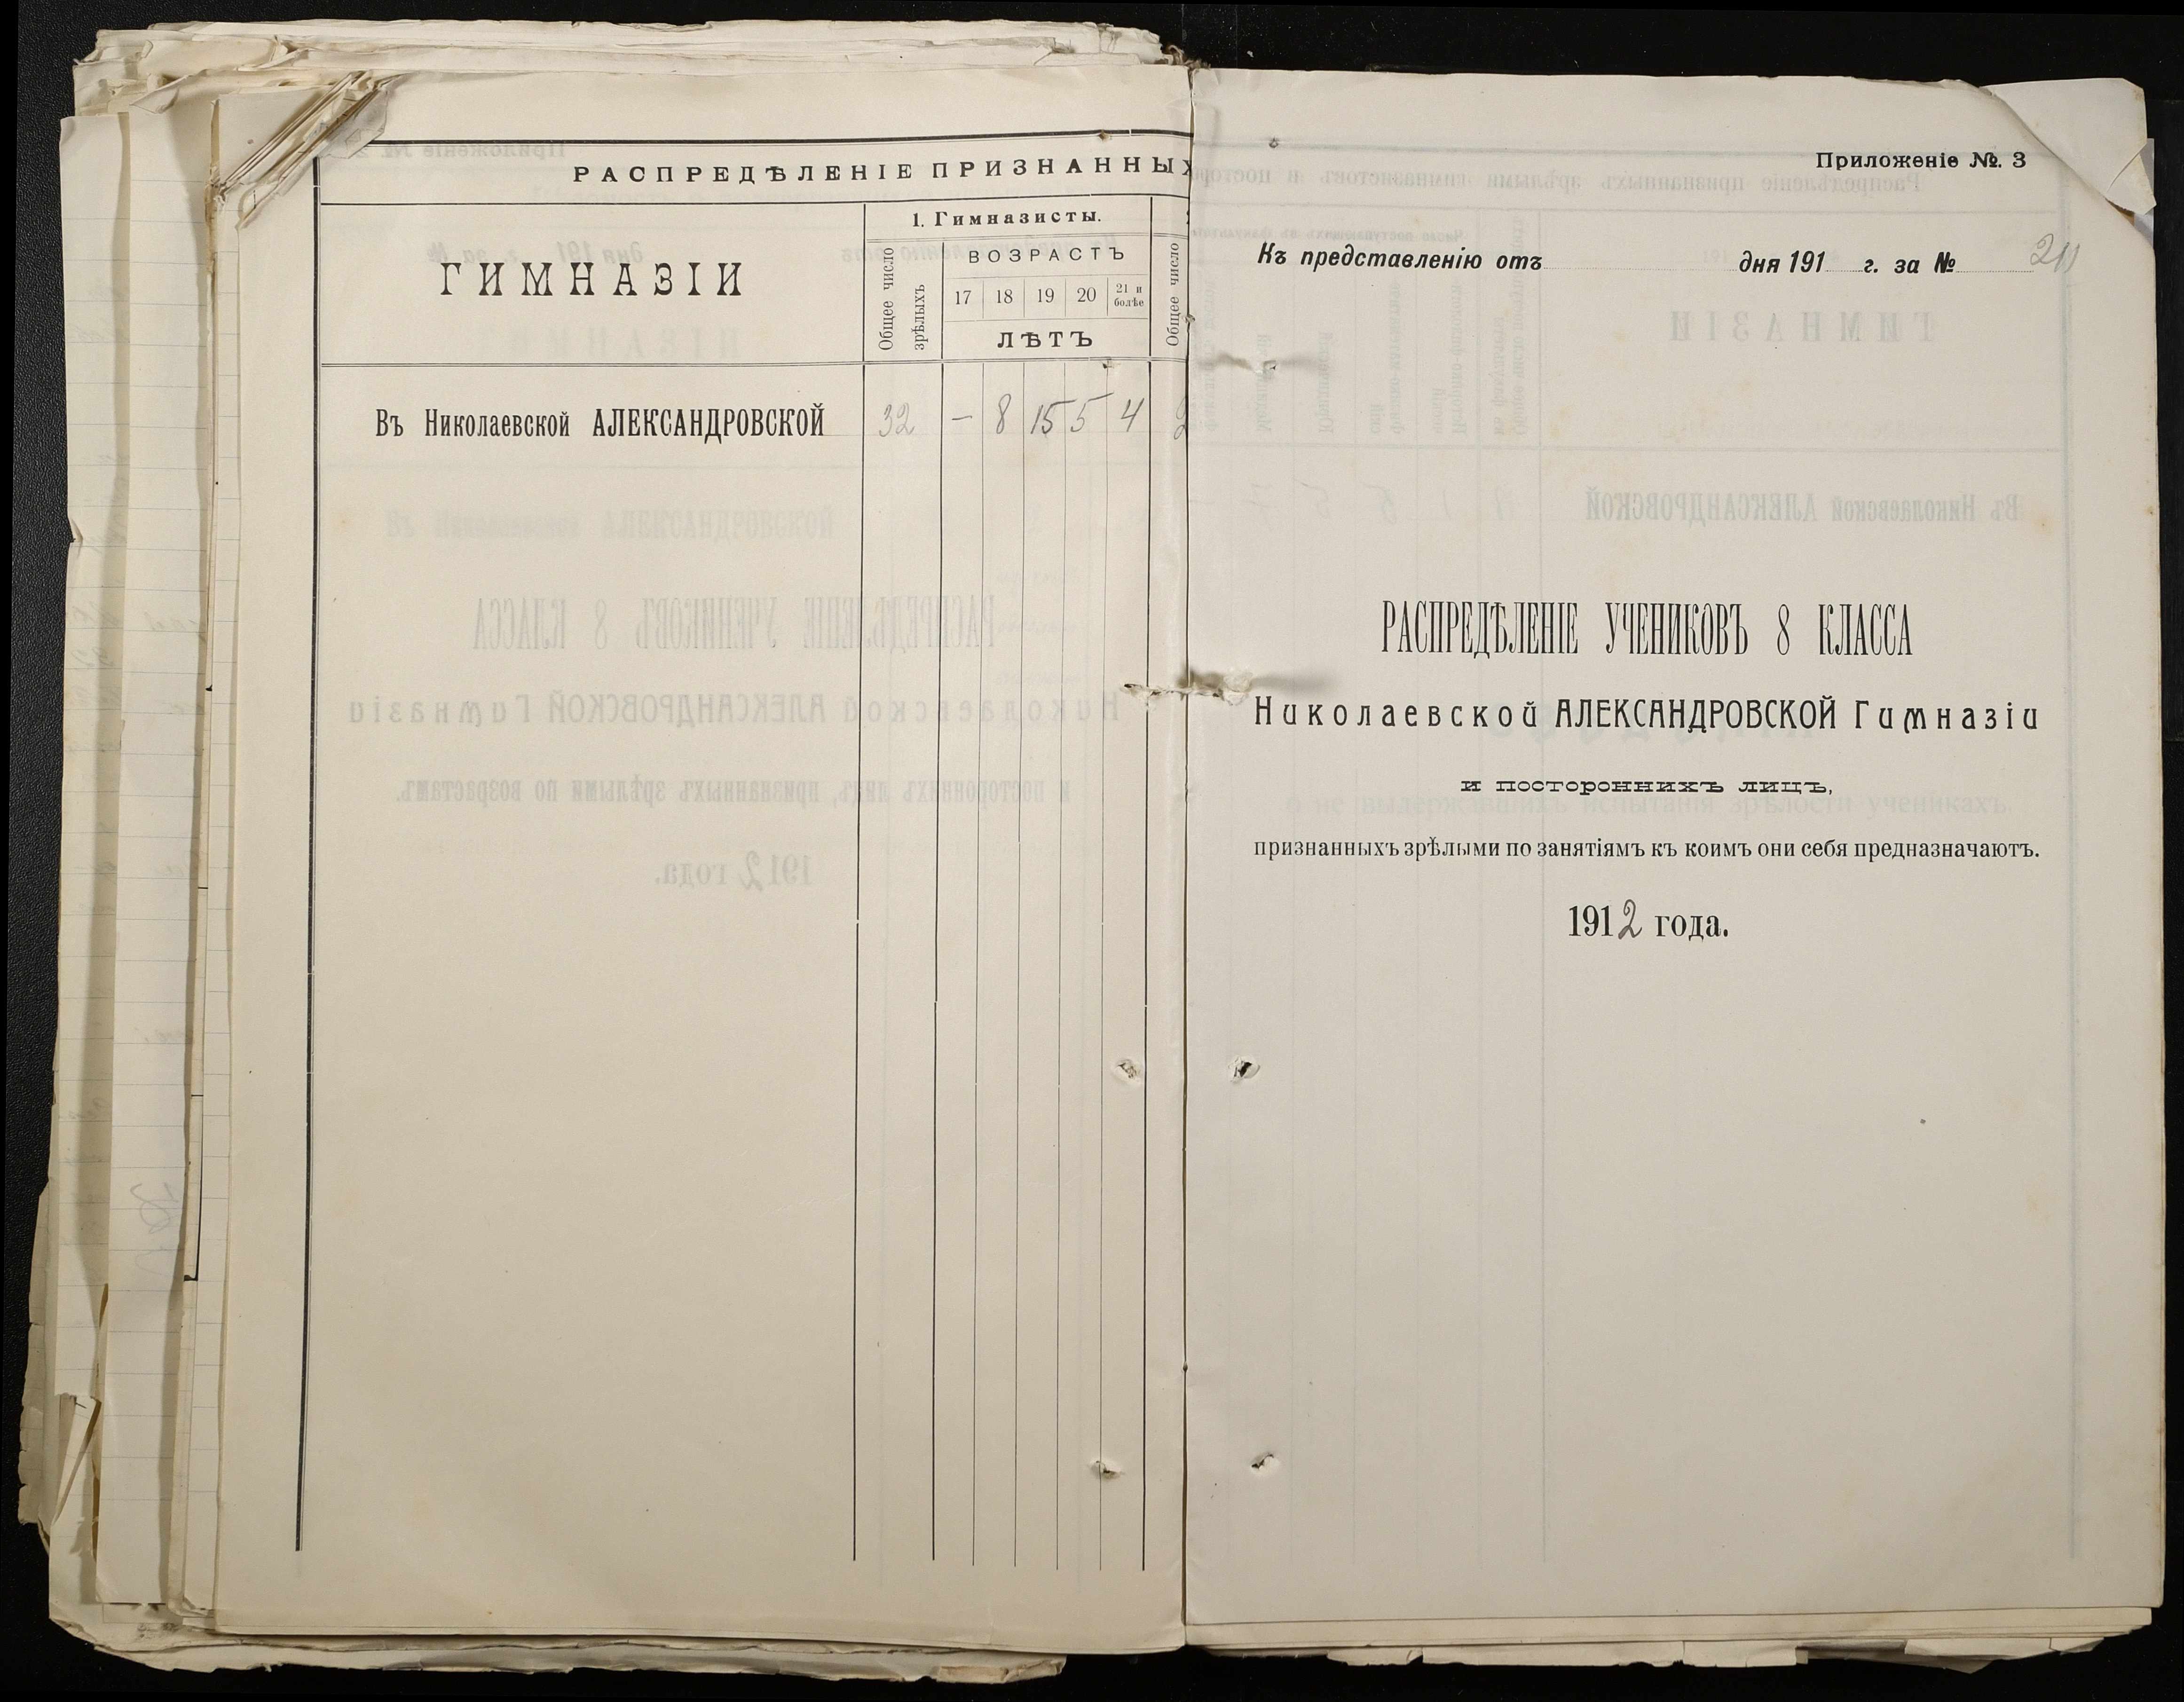 РАСПРЕДѢЛЕНІЕ ПРИЗНАННЫХ
ГИМНАЗІИ
1. Гимназисты.
Общее число зрѣлыхъ
ВОЗРАСТЪ
17 18 19 20 21 и болѣе
ЛѢТЪ
Общее число
Въ Николаевской АЛЕКСАНДРОВСКОЙ 32 — 8 15 5 4 2
Приложеніе №. 3
Къ представленію отъ дня 191 г. за №
211
РАСПРЕДѢЛЕНІЕ УЧЕНИКОВЪ 8 КЛАССА
Николаевской АЛЕКСАНДРОВСКОЙ Гимназіи
и постороннихъ лицъ,
признанныхъ зрѣлыми по занятіямъ къ коимъ они себя предназначаютъ.
1912 года.